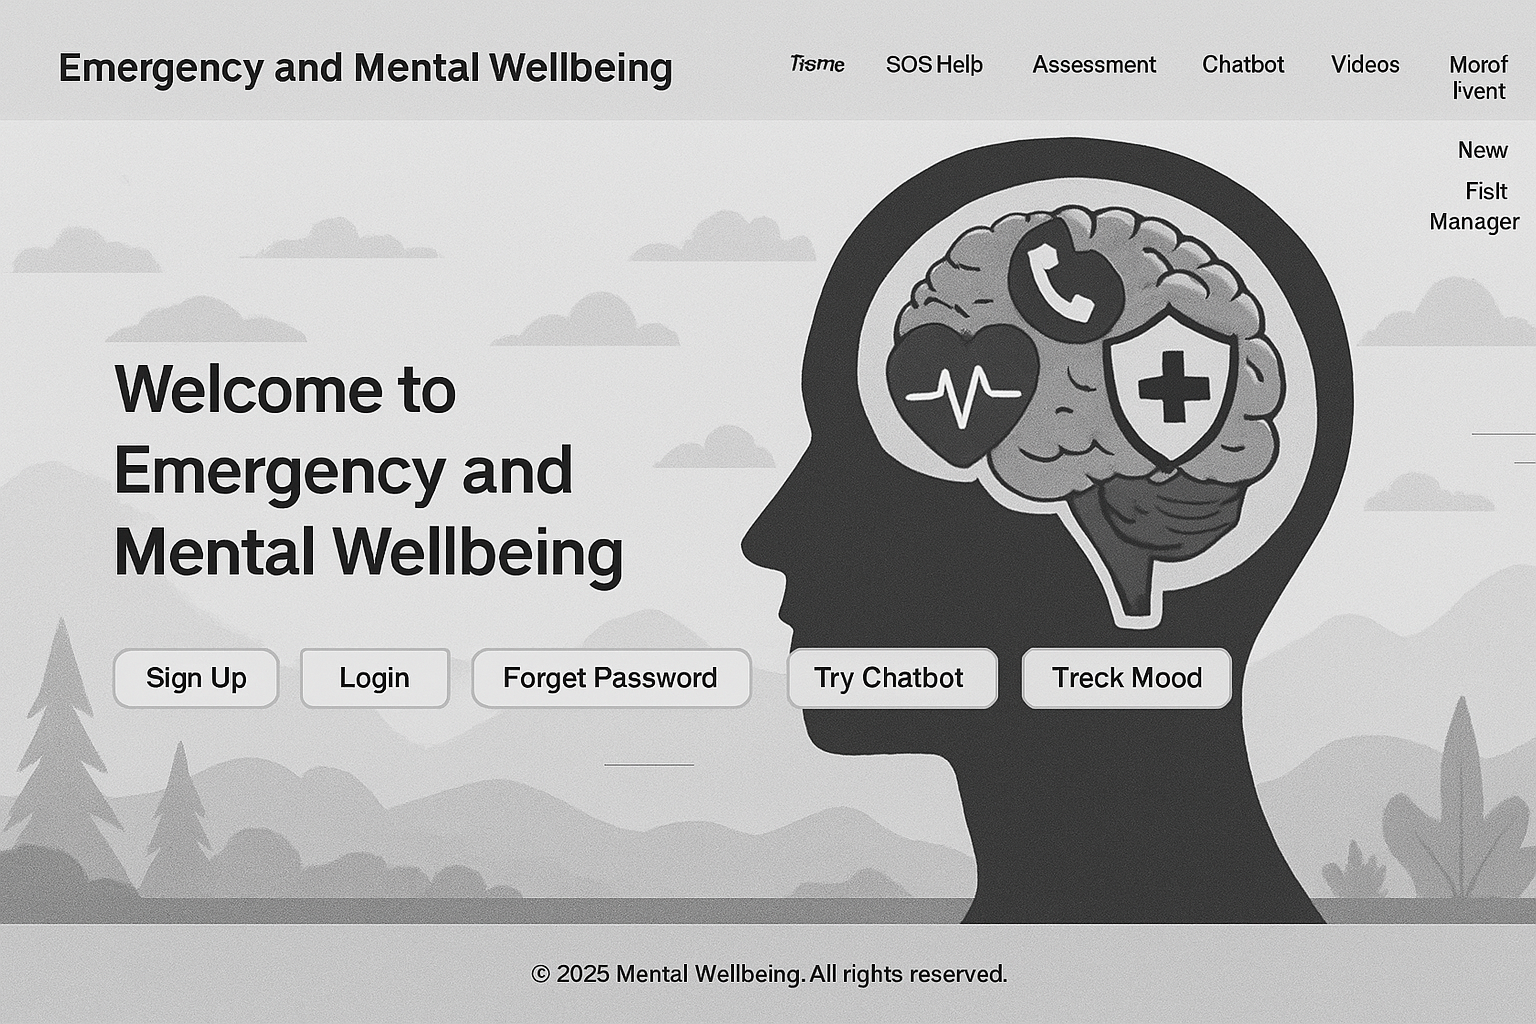 Emergency and Mental Wellbeing
Tisme
SOS Help
Assessment
Chatbot
Videos
Morof
New
Fislt
Manager
Welcome to
Emergency and
Mental Wellbeing
Sign Up
Login
Forget Password
Try Chatbot
Treck Mood
© 2025 Mental Wellbeing. All rights reserved.